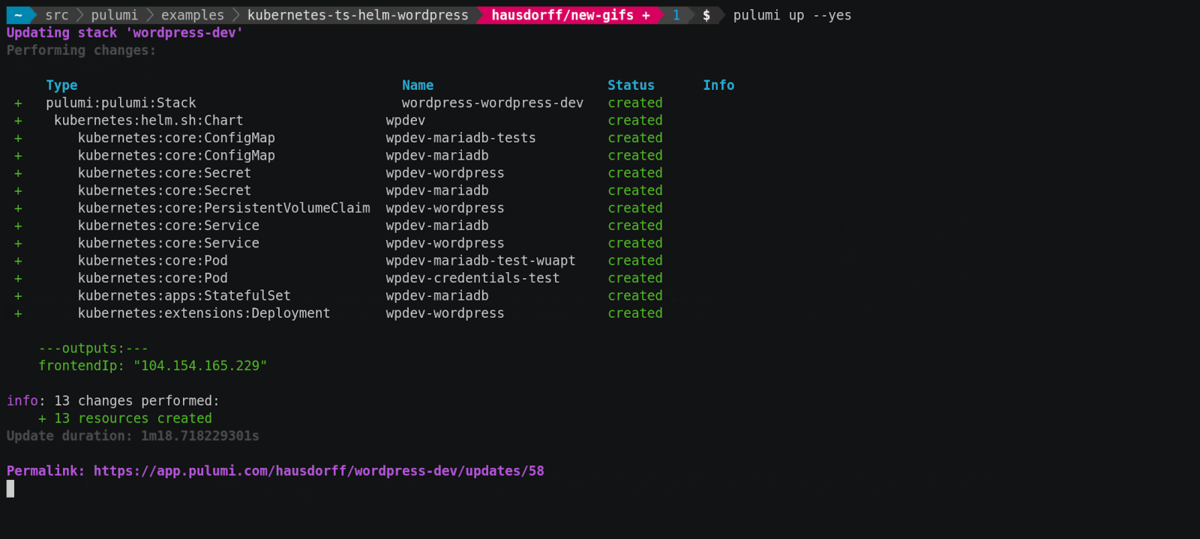 ~ src pulumi examples kubernetes-ts-helm-wordpress hausdorff/new-gifs + 1 $ pulumi up --yes
Updating stack 'wordpress-dev'
Performing changes:
Type Name Status Info
+ pulumi:pulumi:Stack wordpress-wordpress-dev created
+ kubernetes:helm.sh:Chart wpdev created
+ kubernetes:core:ConfigMap wpdev-mariadb-tests created
+ kubernetes:core:ConfigMap wpdev-mariadb created
+ kubernetes:core:Secret wpdev-wordpress created
+ kubernetes:core:Secret wpdev-mariadb created
+ kubernetes:core:PersistentVolumeClaim wpdev-wordpress created
+ kubernetes:core:Service wpdev-mariadb created
+ kubernetes:core:Service wpdev-wordpress created
+ kubernetes:core:Pod wpdev-mariadb-test-wuapt created
+ kubernetes:core:Pod wpdev-credentials-test created
+ kubernetes:apps:StatefulSet wpdev-mariadb created
+ kubernetes:extensions:Deployment wpdev-wordpress created
---outputs:---
frontendIp: "104.154.165.229"
info: 13 changes performed:
+ 13 resources created
Update duration: 1m18.718229301s
Permalink: https://app.pulumi.com/hausdorff/wordpress-dev/updates/58